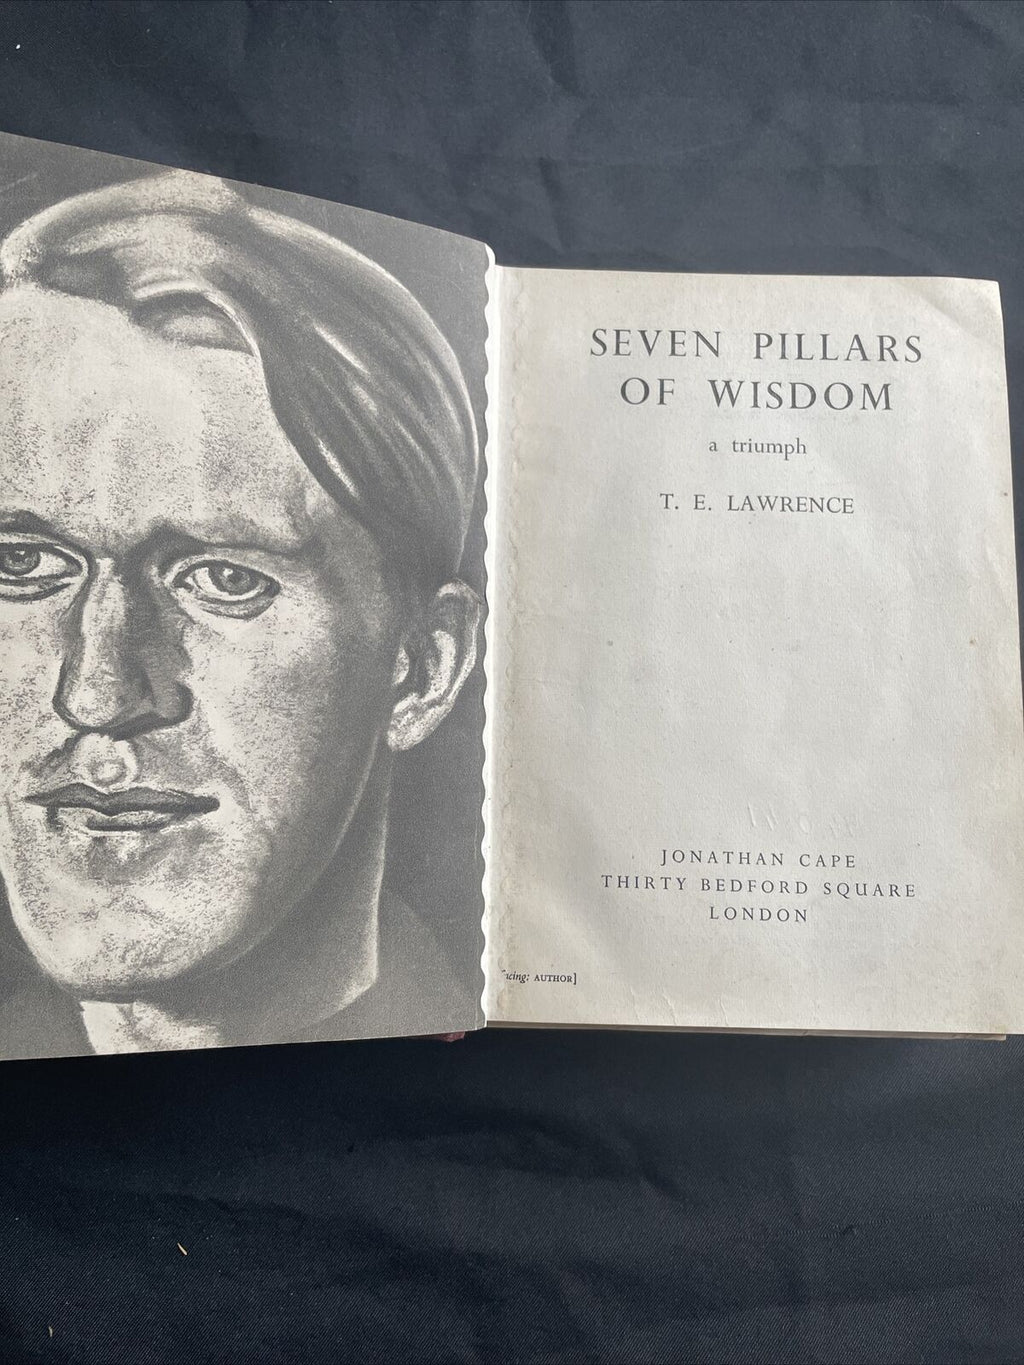 SEVEN PILLARS
OF WISDOM
a triumph
T. E. LAWRENCE
JONATHAN CAPE
THIRTY BEDFORD SQUARE
LONDON
AUTHOR]